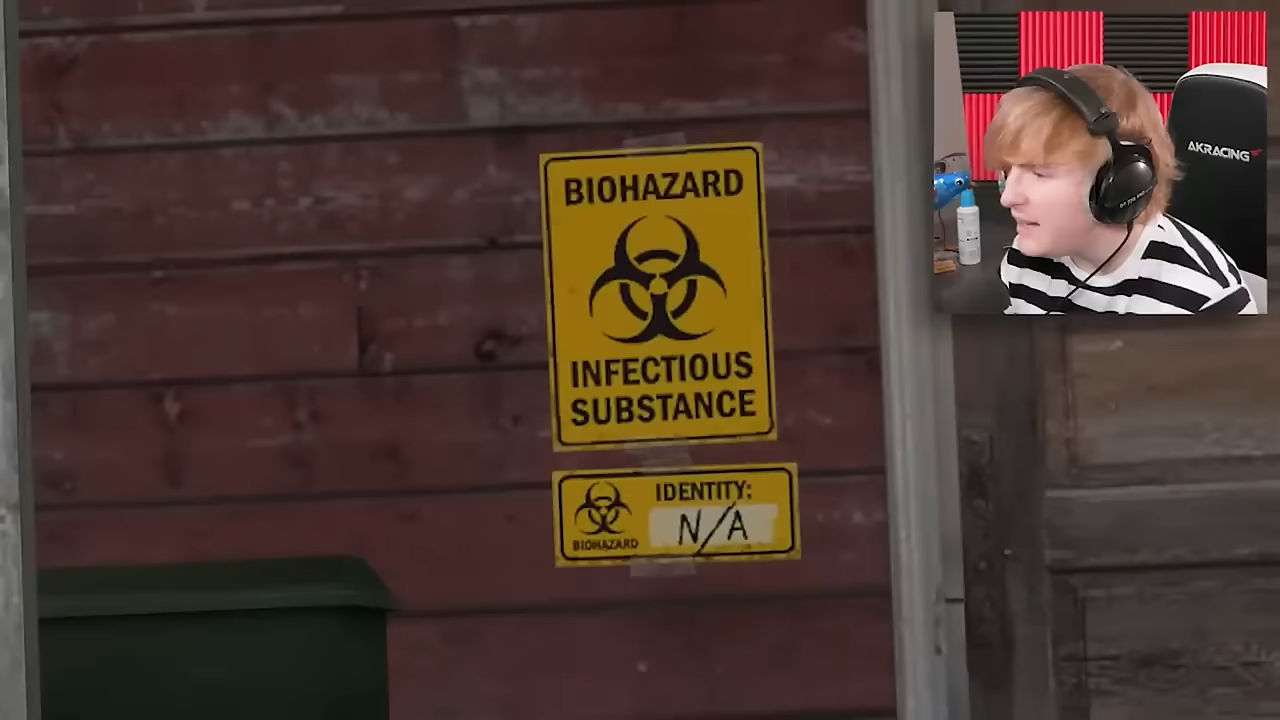 BIOHAZARD
INFECTIOUS
SUBSTANCE
IDENTITY:
N/A
BIOHAZARD
AKRACING